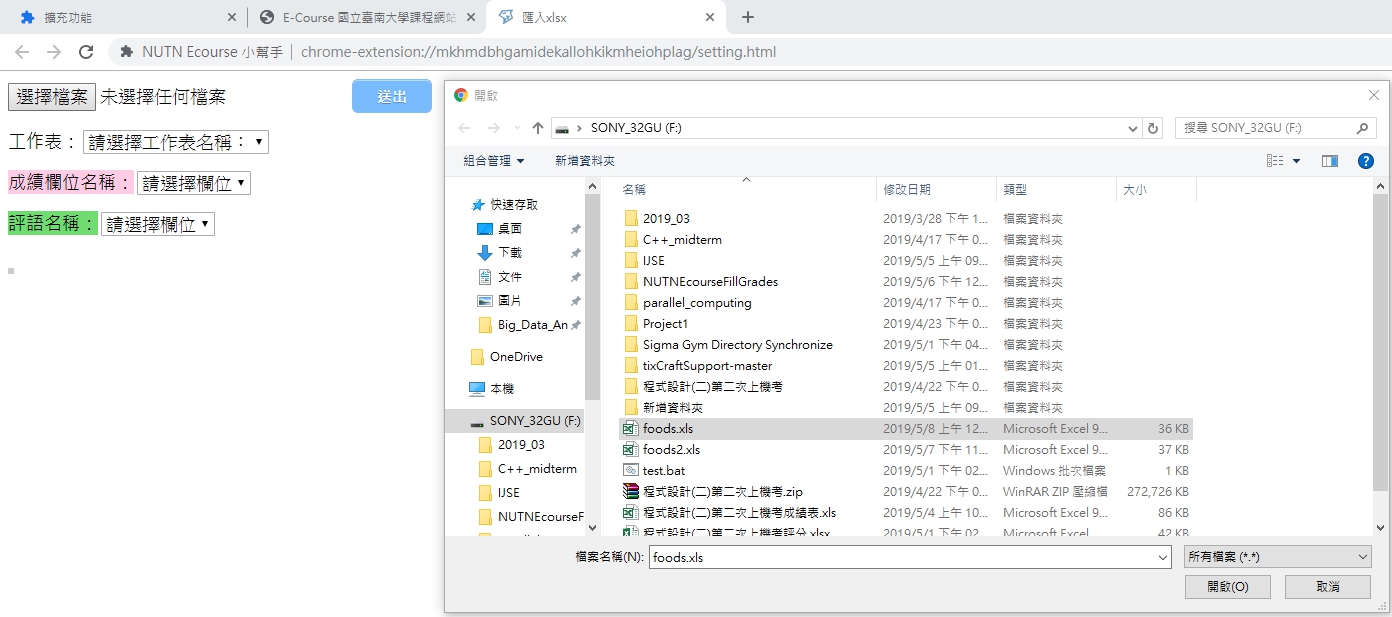 擴充功能
E-Course 國立臺南大學課程網站
匯入xlsx
NUTN Ecourse 小幫手
chrome-extension://mkhmdbhgamidekallohkikmheiohplag/setting.html
選擇檔案 未選擇任何檔案
送出
工作表： 請選擇工作表名稱：
成績欄位名稱： 請選擇欄位
評語名稱： 請選擇欄位
開啟
SONY_32GU (F:)
搜尋 SONY_32GU (F:)
組合管理 新增資料夾
快速存取
桌面
下載
文件
圖片
Big_Data_An
OneDrive
本機
SONY_32GU (F:)
2019_03
C++_midterm
IJSE
NUTNEcourseF
名稱 修改日期 類型 大小
2019_03 2019/3/28 下午 1... 檔案資料夾
C++_midterm 2019/4/17 下午 0... 檔案資料夾
IJSE 2019/5/5 上午 09... 檔案資料夾
NUTNEcourseFillGrades 2019/5/6 下午 12... 檔案資料夾
parallel_computing 2019/4/17 下午 0... 檔案資料夾
Project1 2019/4/23 下午 0... 檔案資料夾
Sigma Gym Directory Synchronize 2019/5/1 下午 04... 檔案資料夾
tixCraftSupport-master 2019/5/5 上午 01... 檔案資料夾
程式設計(二)第二次上機考 2019/4/22 下午 0... 檔案資料夾
新增資料夾 2019/5/5 上午 09... 檔案資料夾
foods.xls 2019/5/8 上午 12... Microsoft Excel 9... 36 KB
foods2.xls 2019/5/7 下午 11... Microsoft Excel 9... 37 KB
test.bat 2019/5/1 下午 02... Windows 批次檔案 1 KB
程式設計(二)第二次上機考.zip 2019/4/22 下午 0... WinRAR ZIP 壓縮檔 272,726 KB
程式設計(二)第二次上機考成績表.xls 2019/5/4 上午 10... Microsoft Excel 9... 86 KB
程式設計(二)第二次上機考評分.xlsx 2019/5/1 下午 02... Microsoft Excel ... 42 KB
檔案名稱(N): foods.xls
所有檔案 (*.*)
開啟(O) 取消